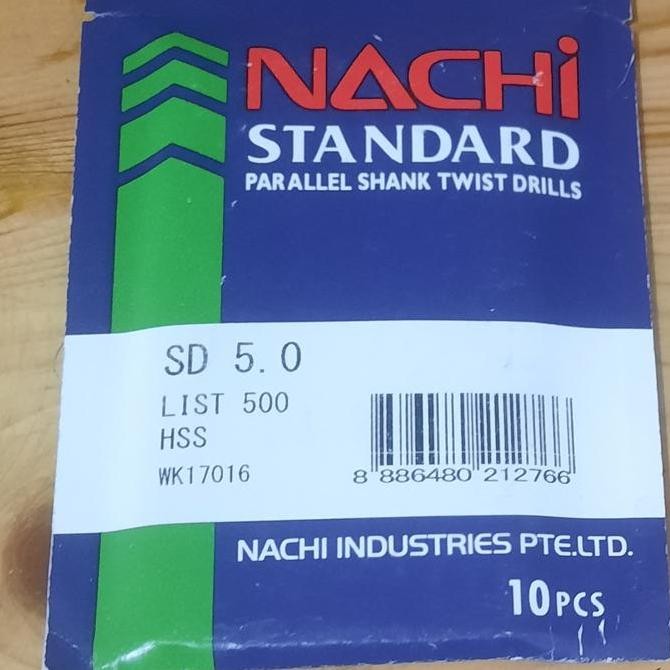 NACHi
STANDARD
PARALLEL SHANK TWIST DRILLS
SD 5.0
LIST 500
HSS
WK17016
8 886480 212766
NACHI INDUSTRIES PTE.LTD.
10PCS